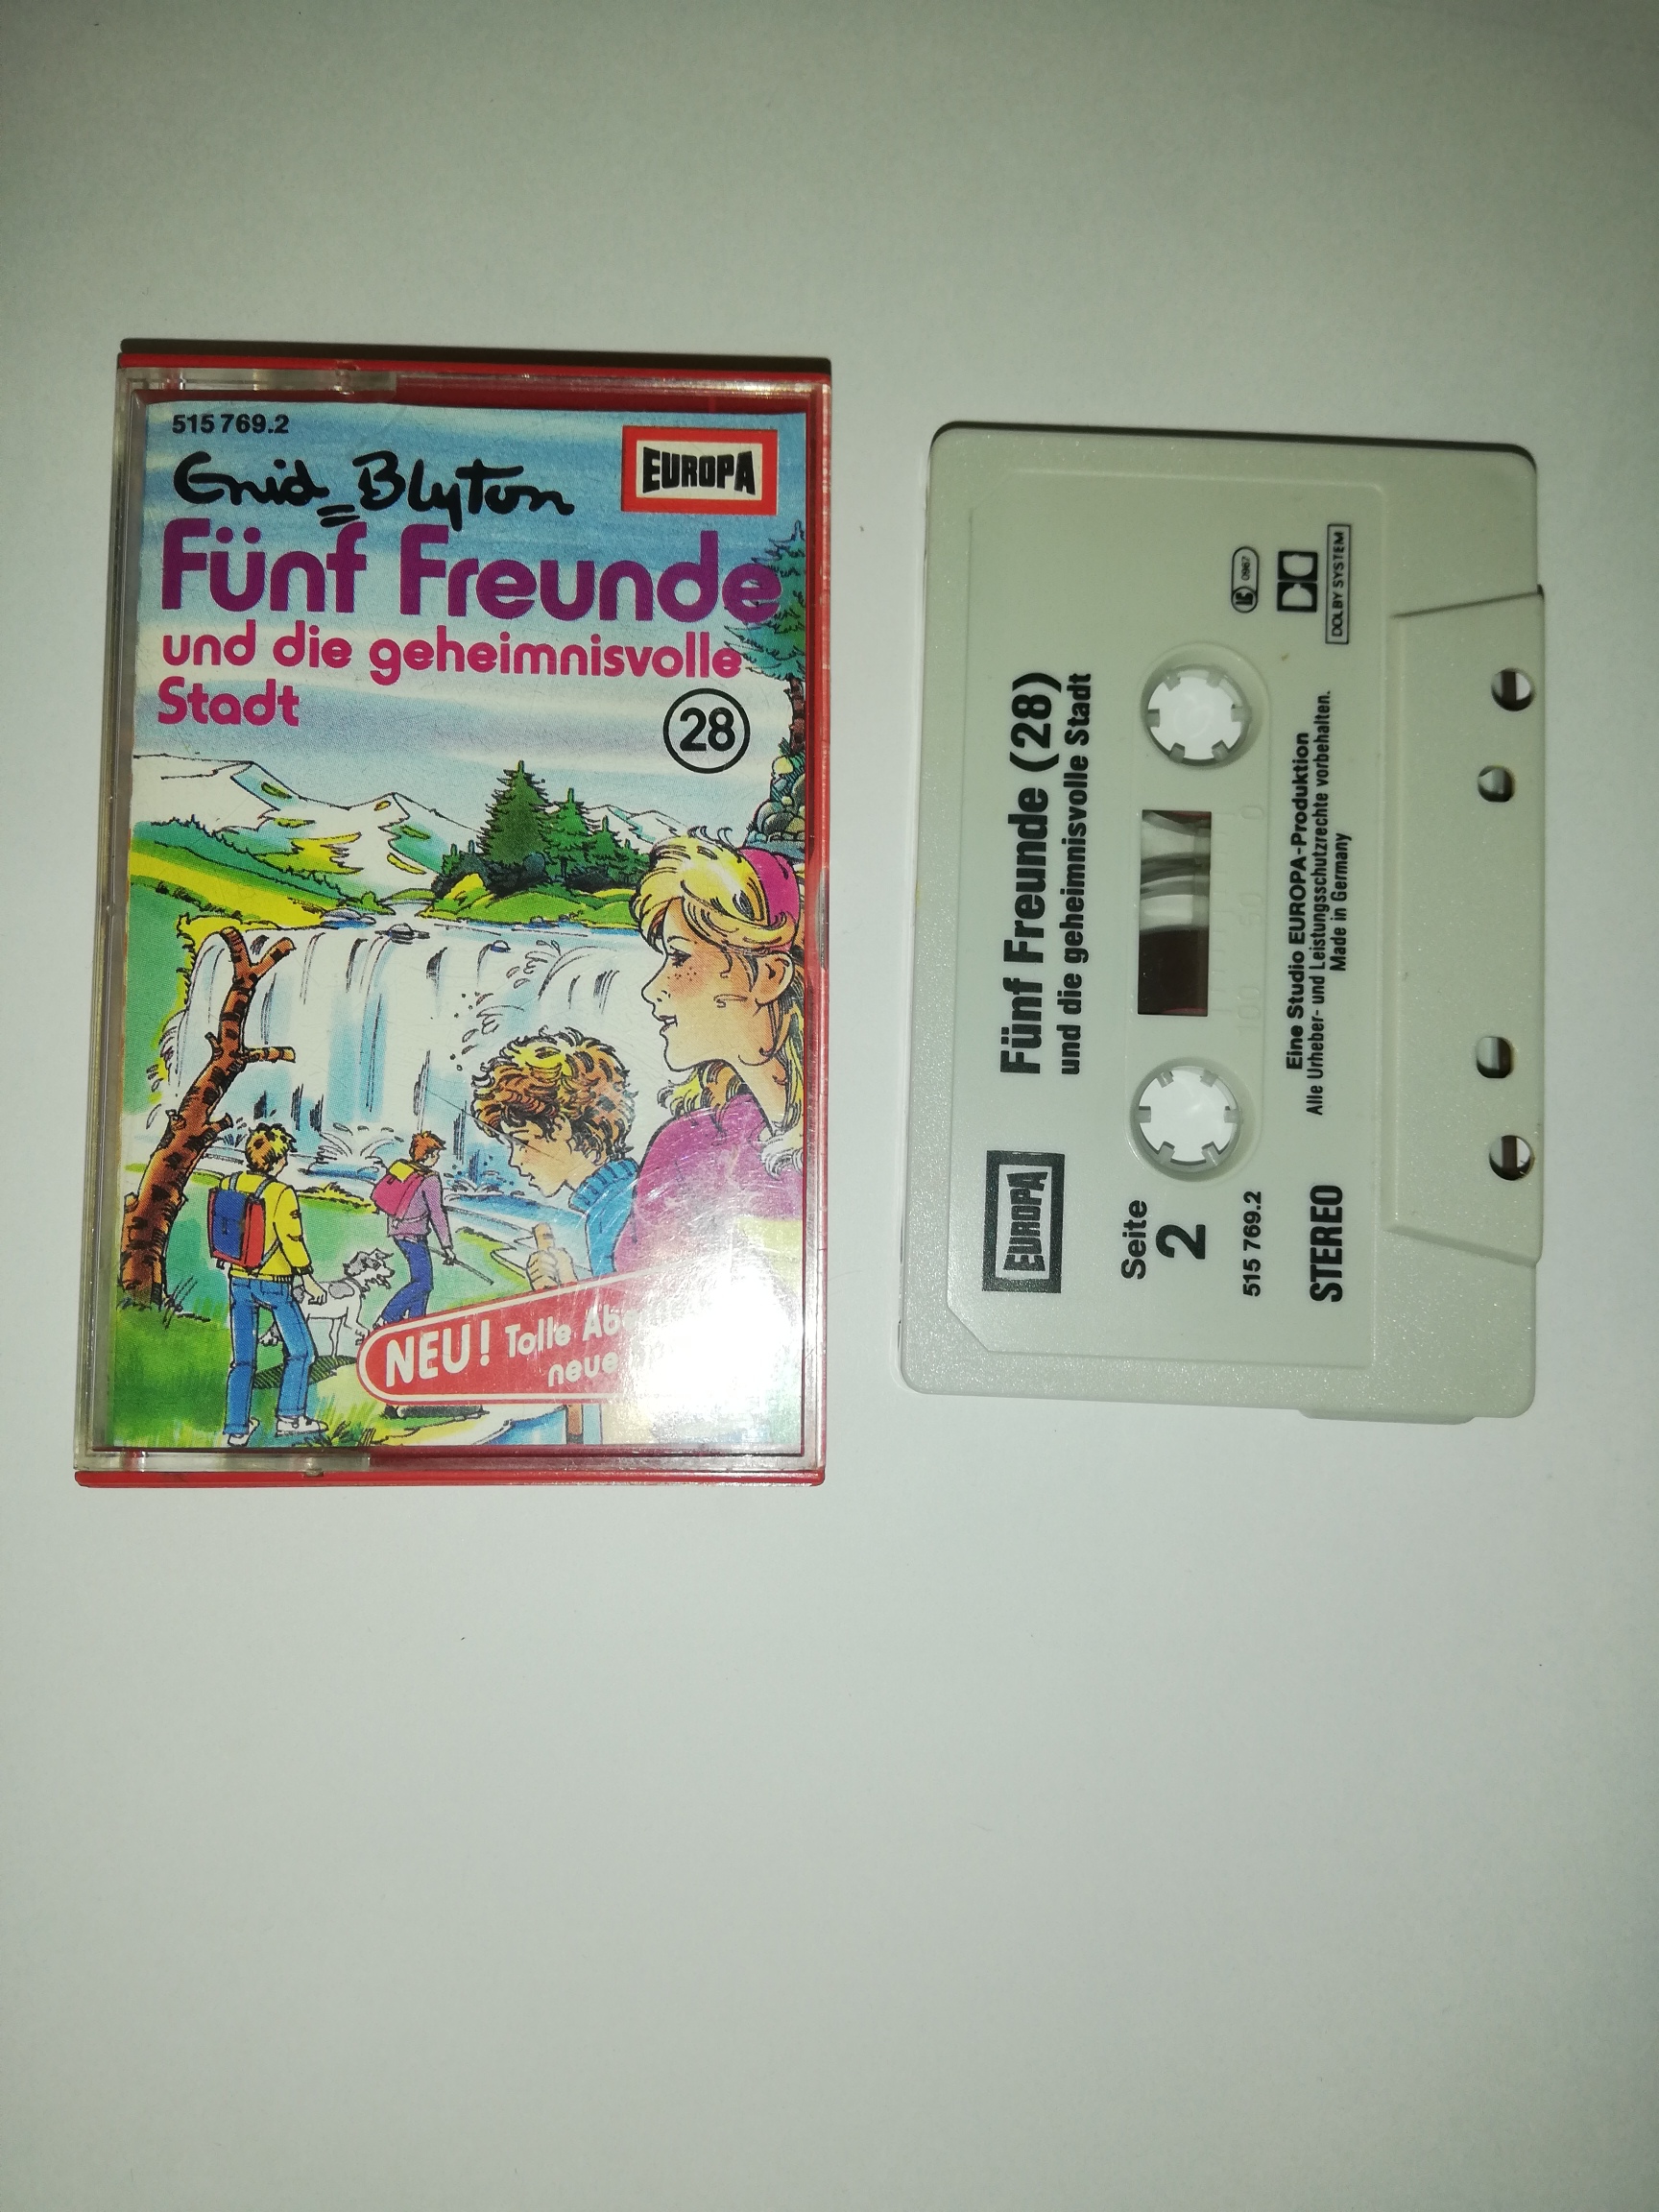 515 769.2
EUROPA
Enid Blyton
Fünf Freunde
und die geheimnisvolle
Stadt
28
NEU! Tolle
neue
Fünf Freunde (28)
und die geheimnisvolle Stadt
EUROPA
Seite
2
515 769.2
STEREO
Eine Studio EUROPA-Produktion
Alle Urheber- und Leistungsschutzrechte vorbehalten.
Made in Germany
LC 0967
DOLBY SYSTEM